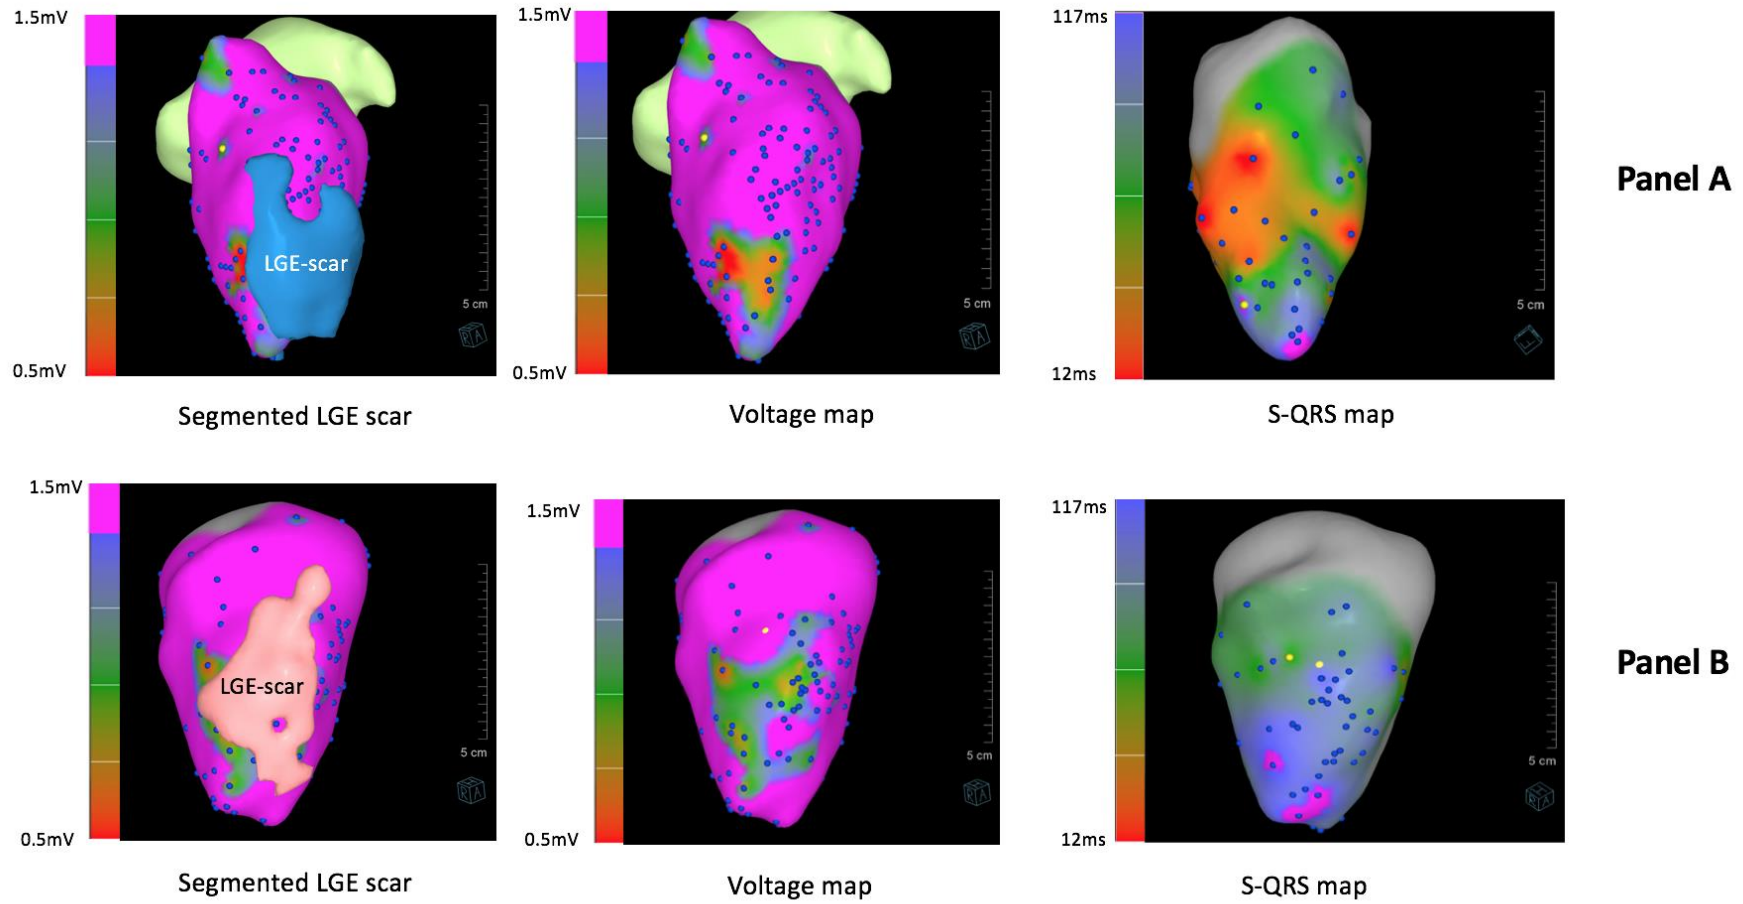 1.5mV
1.5mV
117ms
LGE-scar
5 cm
5 cm
5 cm
Panel A
0.5mV
0.5mV
12ms
Segmented LGE scar
Voltage map
S-QRS map
1.5mV
1.5mV
117ms
LGE-scar
5 cm
5 cm
5 cm
Panel B
0.5mV
0.5mV
12ms
Segmented LGE scar
Voltage map
S-QRS map